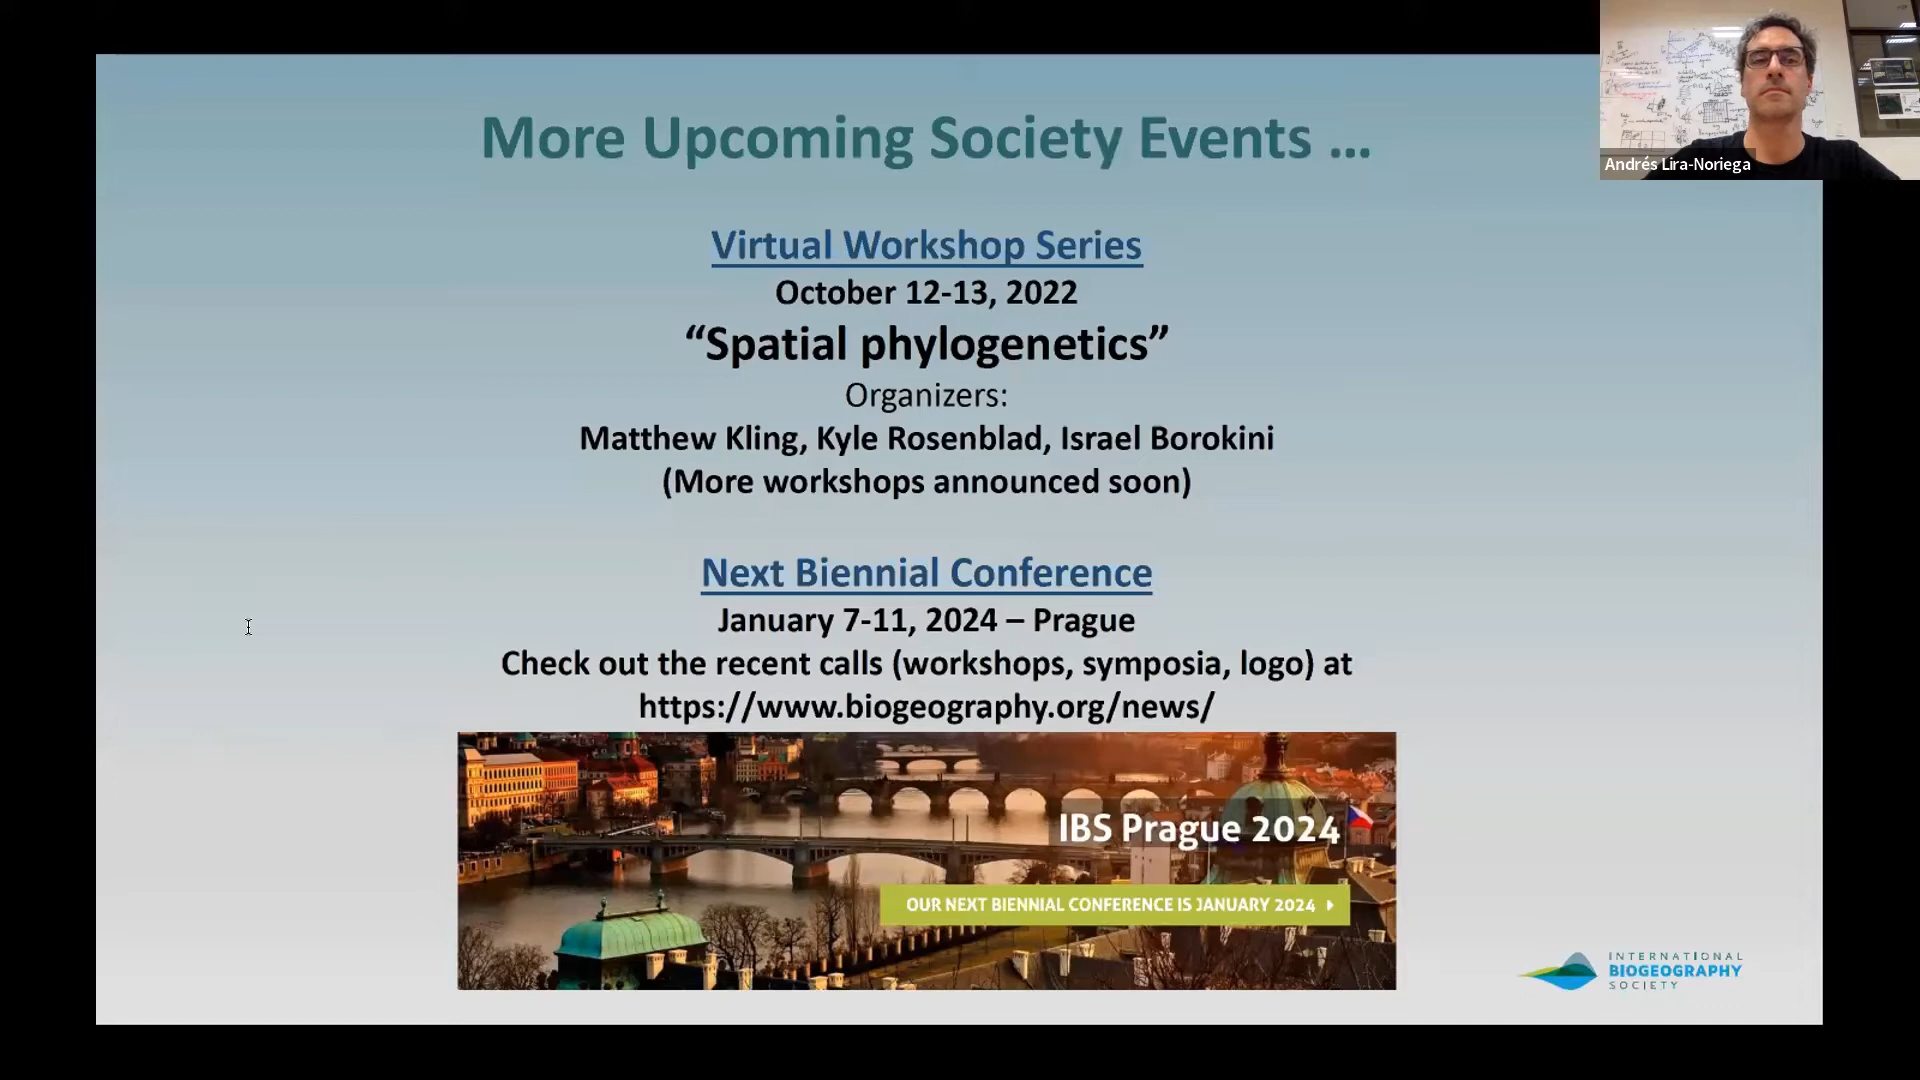 More Upcoming Society Events ...
Andrés Lira-Noriega
Virtual Workshop Series
October 12-13, 2022
“Spatial phylogenetics”
Organizers:
Matthew Kling, Kyle Rosenblad, Israel Borokini
(More workshops announced soon)
Next Biennial Conference
January 7-11, 2024 – Prague
Check out the recent calls (workshops, symposia, logo) at
https://www.biogeography.org/news/
IBS Prague 2024
OUR NEXT BIENNIAL CONFERENCE IS JANUARY 2024
INTERNATIONAL
BIOGEOGRAPHY
SOCIETY